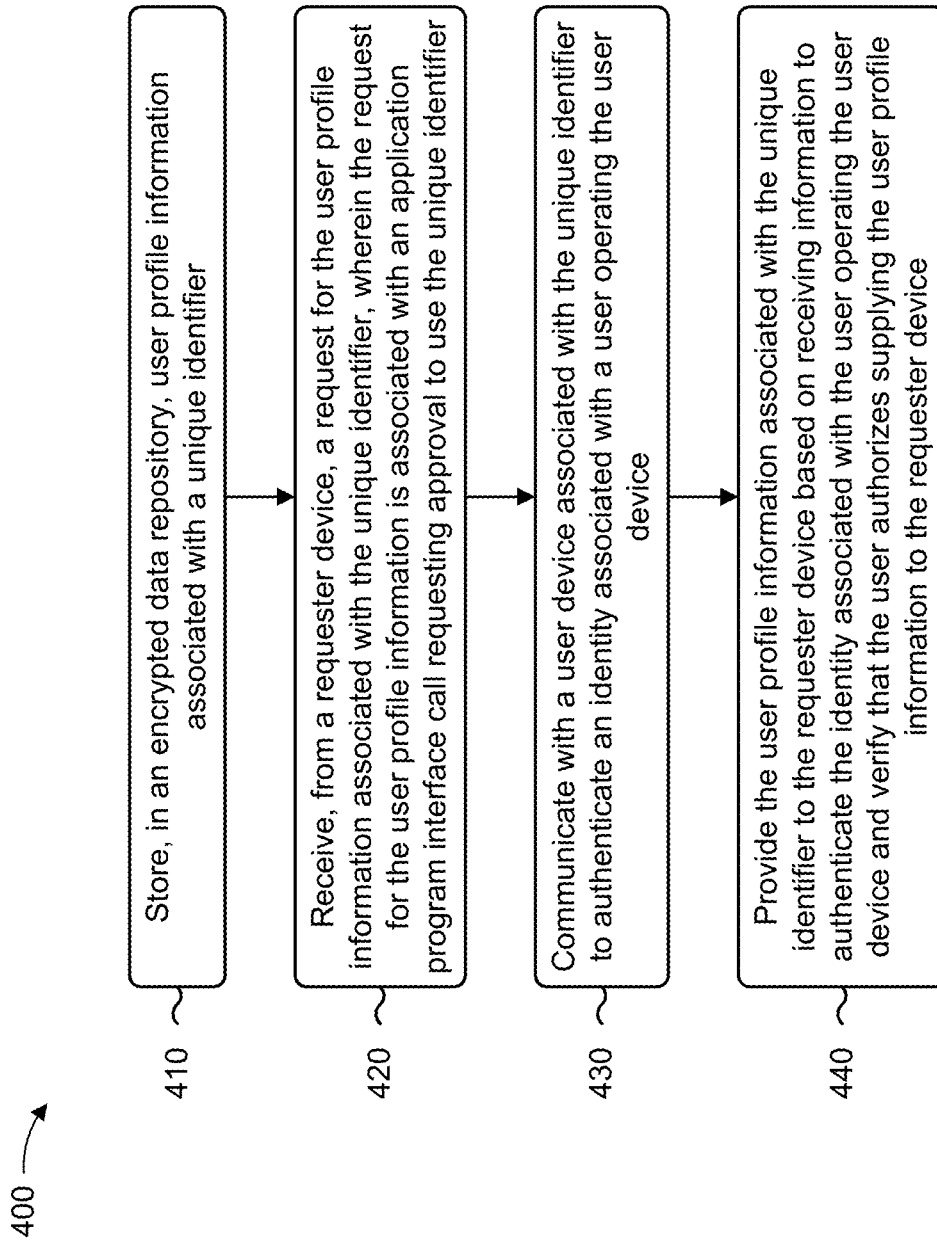 400
410
Store, in an encrypted data repository, user profile information
associated with a unique identifier
420
Receive, from a requester device, a request for the user profile
information associated with the unique identifier, wherein the request
for the user profile information is associated with an application
program interface call requesting approval to use the unique identifier
430
Communicate with a user device associated with the unique identifier
to authenticate an identity associated with a user operating the user
device
440
Provide the user profile information associated with the unique
identifier to the requester device based on receiving information to
authenticate the identity associated with the user operating the user
device and verify that the user authorizes supplying the user profile
information to the requester device